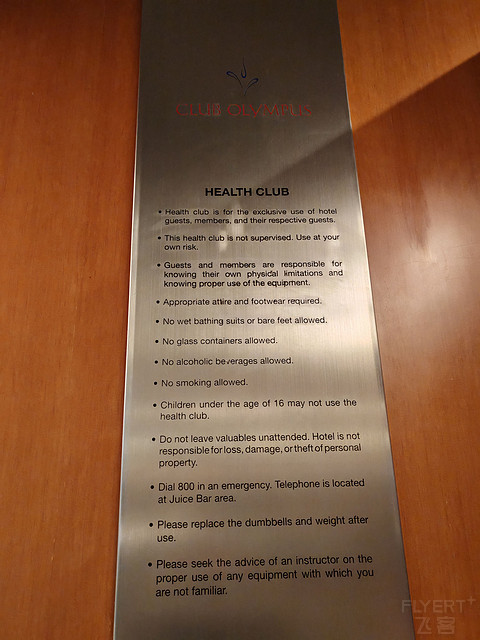 CLUB OLYMPUS
HEALTH CLUB
• Health club is for the exclusive use of hotel
guests, members, and their respective guests.
• This health club is not supervised. Use at your
own risk.
• Guests and members are responsible for
knowing their own physical limitations and
knowing proper use of the equipment.
• Appropriate attire and footwear required.
• No wet bathing suits or bare feet allowed.
• No glass containers allowed.
• No alcoholic beverages allowed.
• No smoking allowed.
• Children under the age of 16 may not use the
health club.
• Do not leave valuables unattended. Hotel is not
responsible for loss, damage, or theft of personal
property.
• Dial 800 in an emergency. Telephone is located
at Juice Bar area.
• Please replace the dumbbells and weight after
use.
• Please seek the advice of an instructor on the
proper use of any equipment with which you
are not familiar.
FLYERT+
飞客